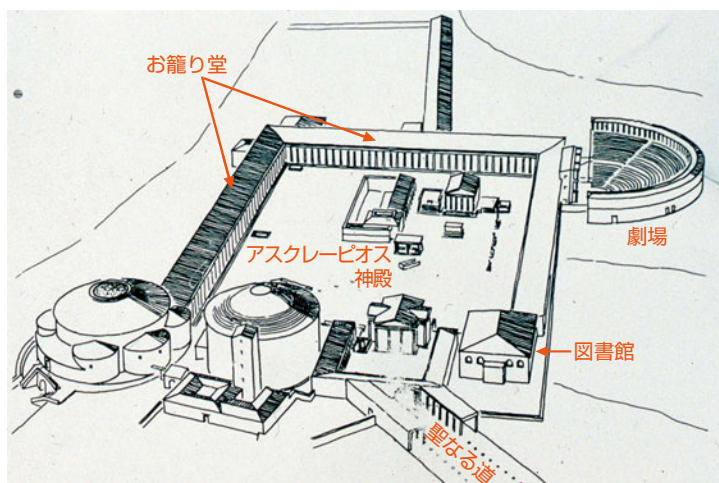 お籠り堂
劇場
アスクレーピオス
神殿
図書館
聖なる道